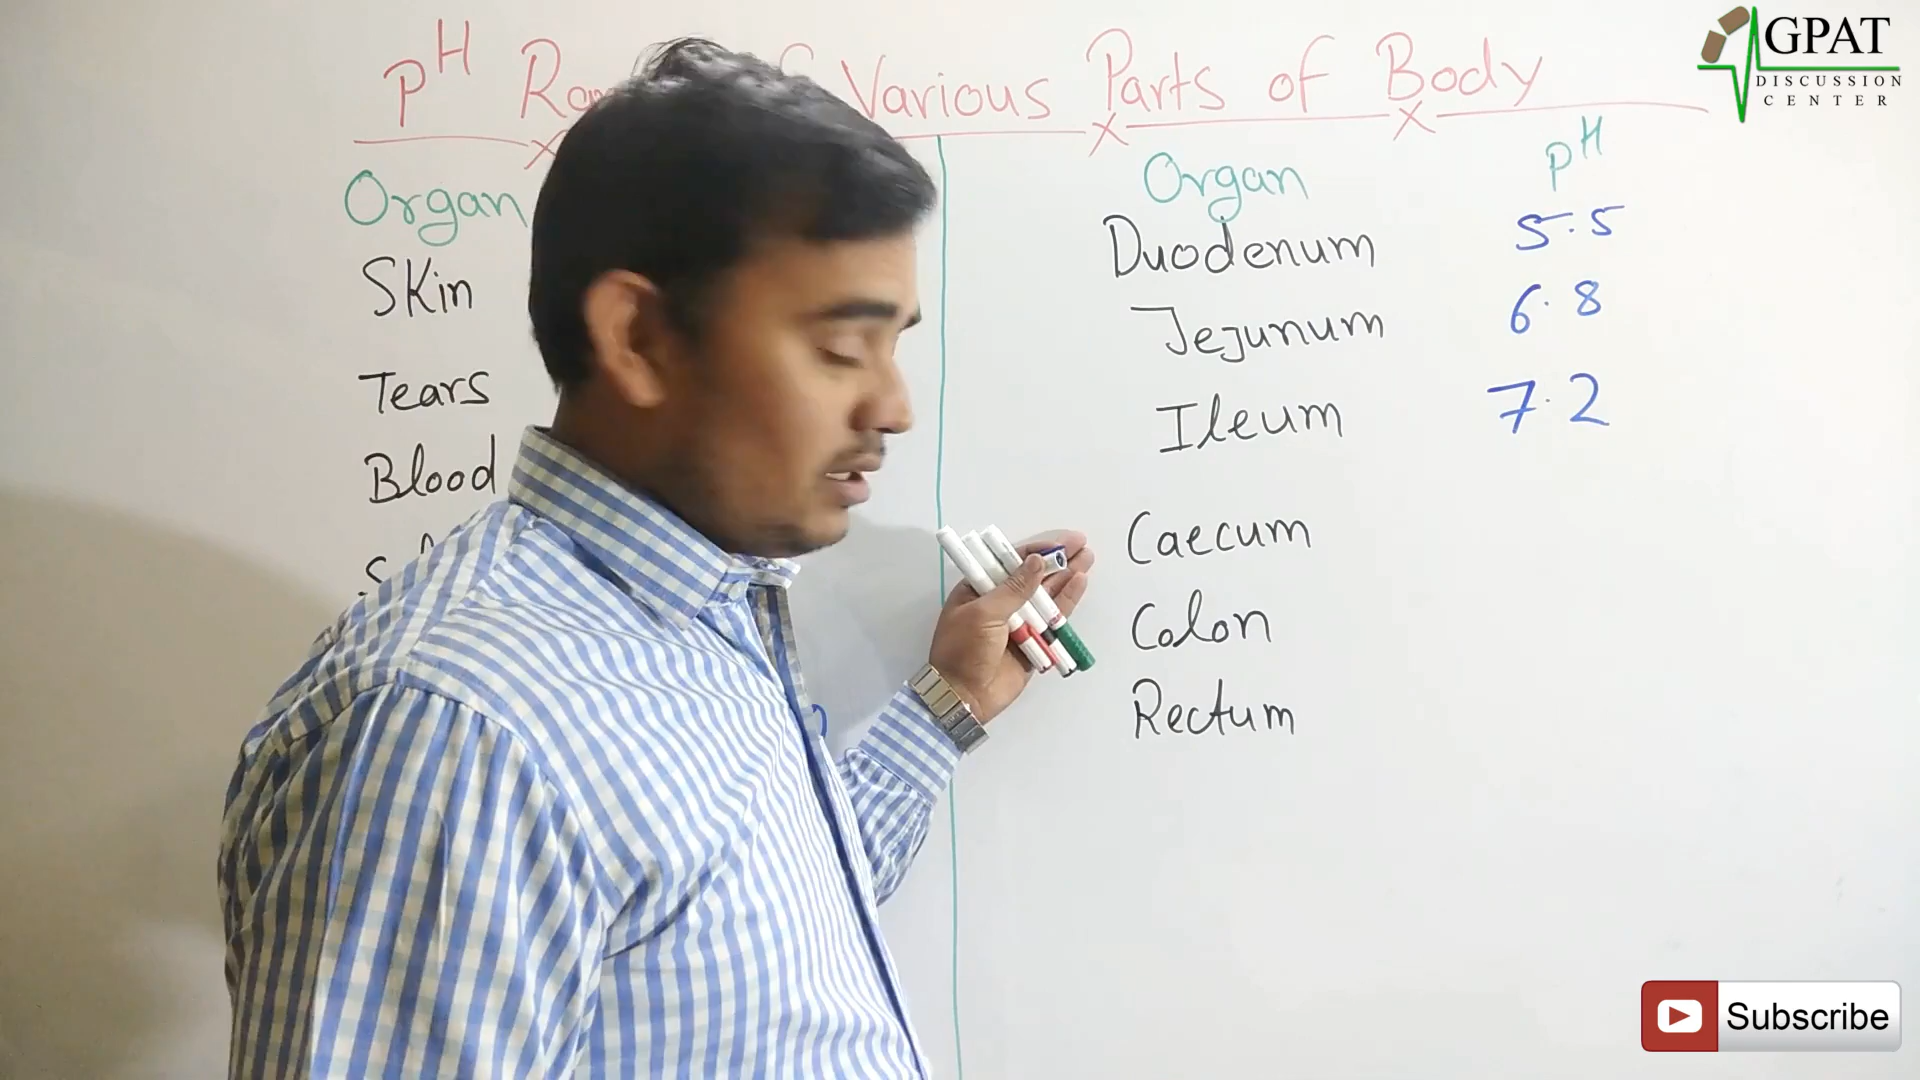 pH Various Parts of Body
Organ
Skin
Tears
Blood
Organ pH
Duodenum 5.5
Jejunum 6.8
Ileum 7.2
Caecum
Colon
Rectum
GPAT
DISCUSSION
CENTER
Subscribe